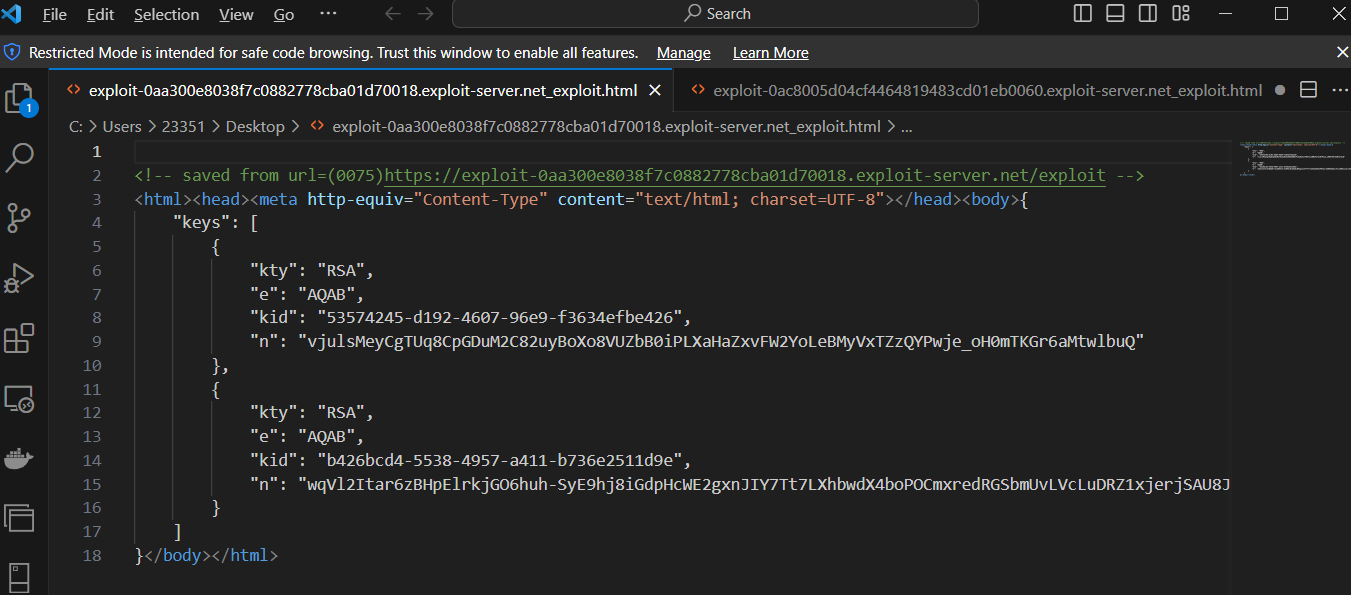 File Edit Selection View Go ··· Search
Restricted Mode is intended for safe code browsing. Trust this window to enable all features. Manage Learn More
1
exploit-0aa300e8038f7c0882778cba01d70018.exploit-server.net_exploit.html exploit-0ac8005d04cf4464819483cd01eb0060.exploit-server.net_exploit.html
C: > Users > 23351 > Desktop > exploit-0aa300e8038f7c0882778cba01d70018.exploit-server.net_exploit.html > ...
1
2 <!-- saved from url=(0075)https://exploit-0aa300e8038f7c0882778cba01d70018.exploit-server.net/exploit -->
3 <html><head><meta http-equiv="Content-Type" content="text/html; charset=UTF-8"></head><body>{
4 "keys": [
5 {
6 "kty": "RSA",
7 "e": "AQAB",
8 "kid": "53574245-d192-4607-96e9-f3634efbe426",
9 "n": "vjulsMeyCgTUq8CpGDuM2C82uyBoXo8VUZbB0iPLXaHaZxvFW2YoLeBMyVxTZzQYPwje_oH0mTKGr6aMtwlbuQ"
10 },
11 {
12 "kty": "RSA",
13 "e": "AQAB",
14 "kid": "b426bcd4-5538-4957-a411-b736e2511d9e",
15 "n": "wqVl2Itar6zBHpElrkjGO6huh-SyE9hj8iGdpHcWE2gxnJIY7Tt7LXhbwdX4boPOCmxredRGSbmUvLVcLuDRZ1xjerjSAU8J
16 }
17 ]
18 }</body></html>